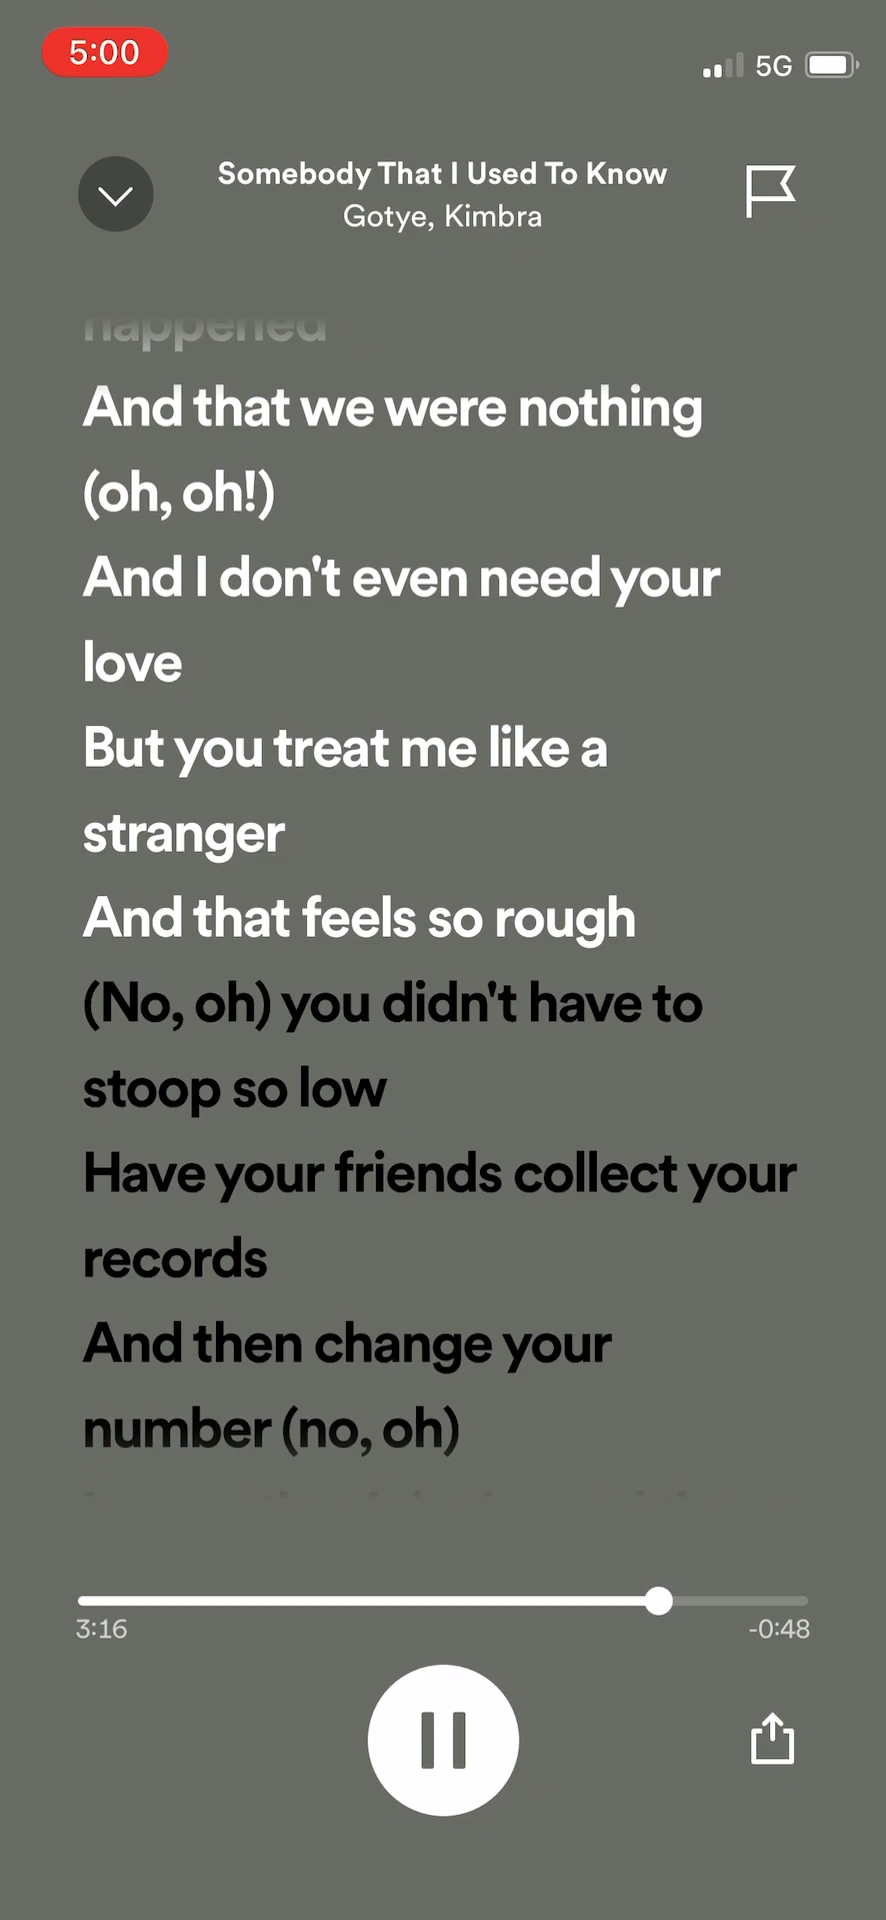 5:00
5G
Somebody That I Used To Know
Gotye, Kimbra
happened
And that we were nothing
(oh, oh!)
And I don't even need your
love
But you treat me like a
stranger
And that feels so rough
(No, oh) you didn't have to
stoop so low
Have your friends collect your
records
And then change your
number (no, oh)
3:16
-0:48